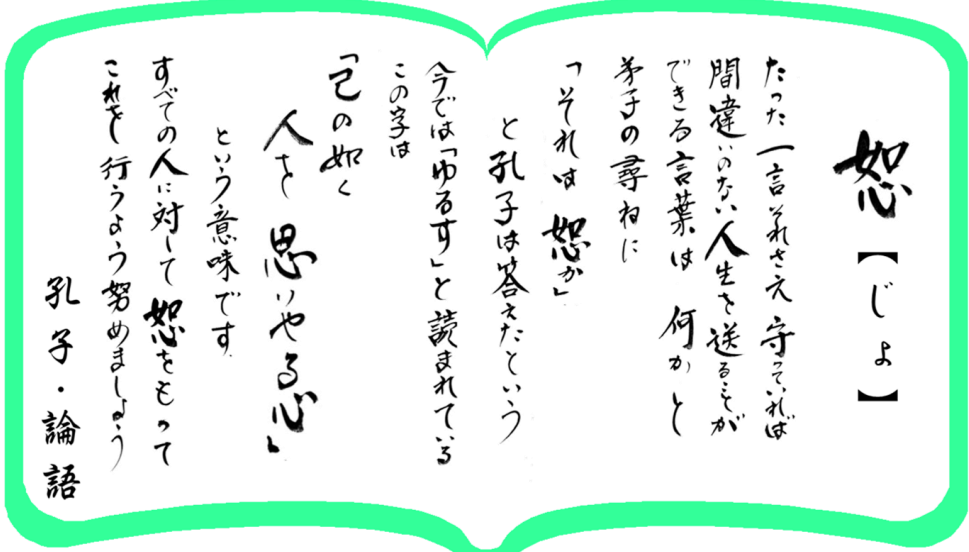 恕【じょ】
たった一言それさえ守っていれば
間違いのない人生を送ることが
できる言葉は 何かと
弟子の尋ねに
「それは 恕か」
と孔子は答えたという
今では「ゆるす」と読まれている
この字は
「己の如く
人を思いやる心」
という意味です
すべての人に対して恕をもって
これをし行うよう努めましょう
孔子・論語